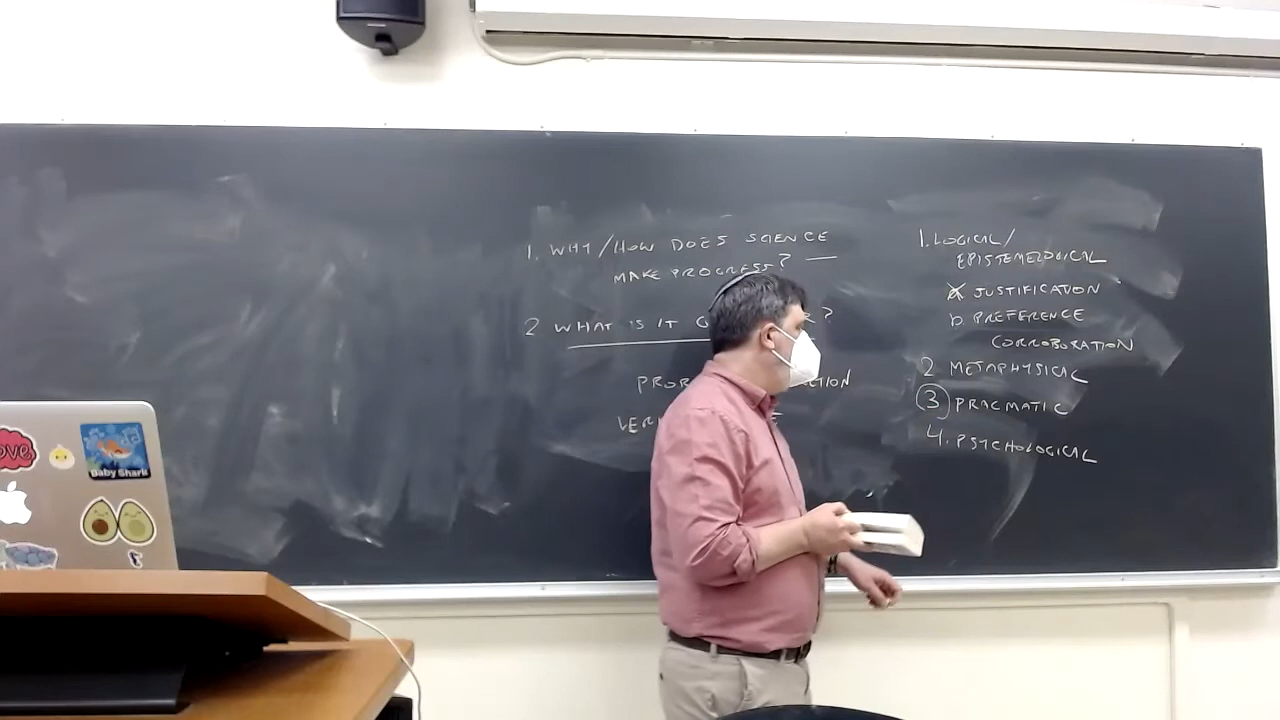 1. WHY/HOW DOES SCIENCE
MAKE PROGRESS?
2 WHAT IS IT ?
1. LOGICAL/
EPISTEMOLOGICAL
a JUSTIFICATION
b. PREFERENCE
CORROBORATION
2 METAPHYSICAL
3 PRAGMATIC
4. PSYCHOLOGICAL
Baby Shark